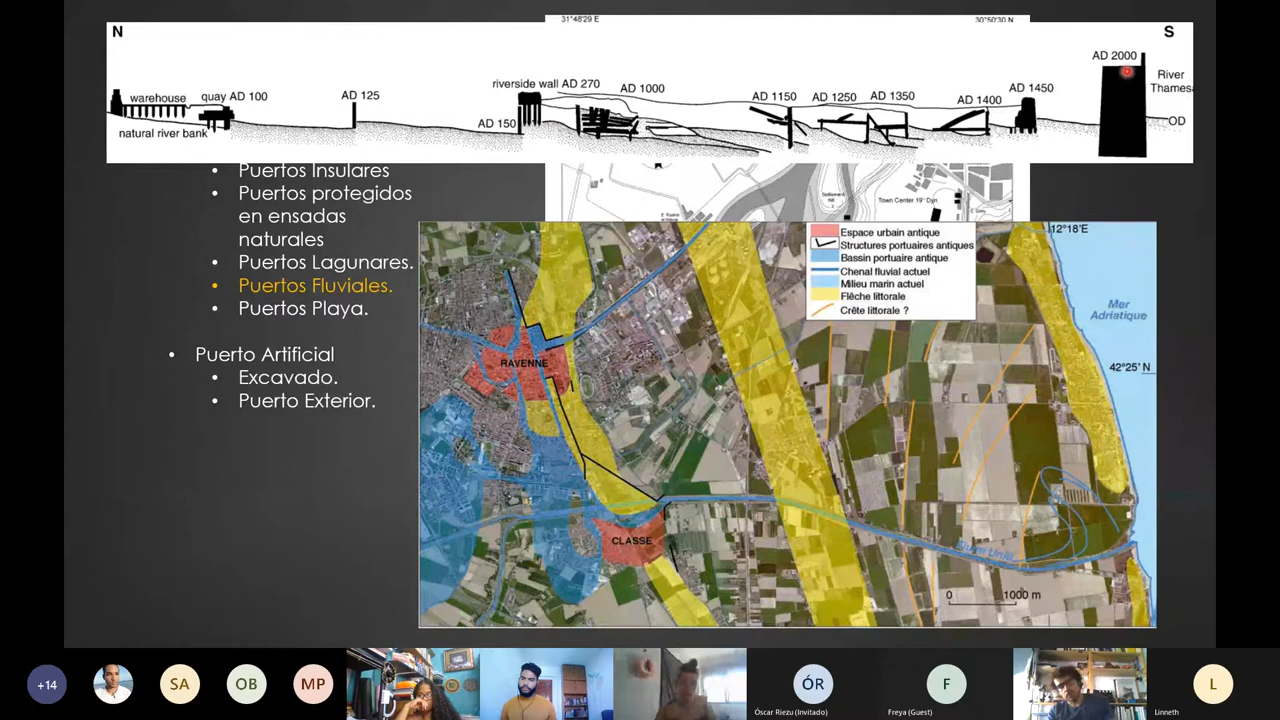 31°48'29 E
30°50'30 N
N
S
AD 2000
River
Thames
warehouse
quay AD 100
AD 125
riverside wall AD 270
AD 1000
AD 1150
AD 1250
AD 1350
AD 1400
AD 1450
AD 150
natural river bank
OD
Puertos Insulares
Puertos protegidos
en ensadas
naturales
Puertos Lagunares.
Puertos Fluviales.
Puertos Playa.
Puerto Artificial
Excavado.
Puerto Exterior.
Town Center 19° Dyn
Espace urbain antique
Structures portuaires antiques
Bassin portuaire antique
Chenal fluvial actuel
Milieu marin actuel
Flèche littorale
Crête littorale ?
12°18'E
Mer
Adriatique
42°25' N
RAVENNE
CLASSE
0 1000 m
+14
SA
OB
MP
ÓR
F
L
Óscar Riezu (Invitado)
Freya (Guest)
Linneth